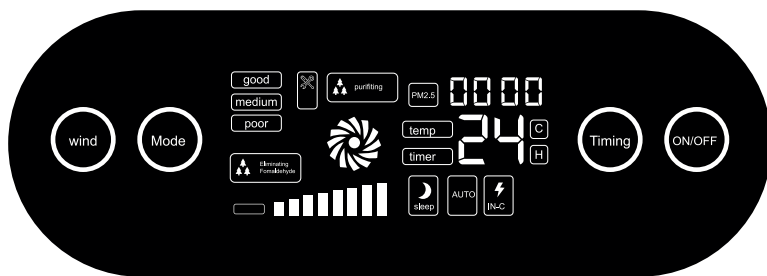 wind
Mode
good
medium
poor
purifiting
Eliminating
Fomaldehyde
PM2.5
0000
temp
timer
24
C
H
sleep
AUTO
IN-C
Timing
ON/OFF